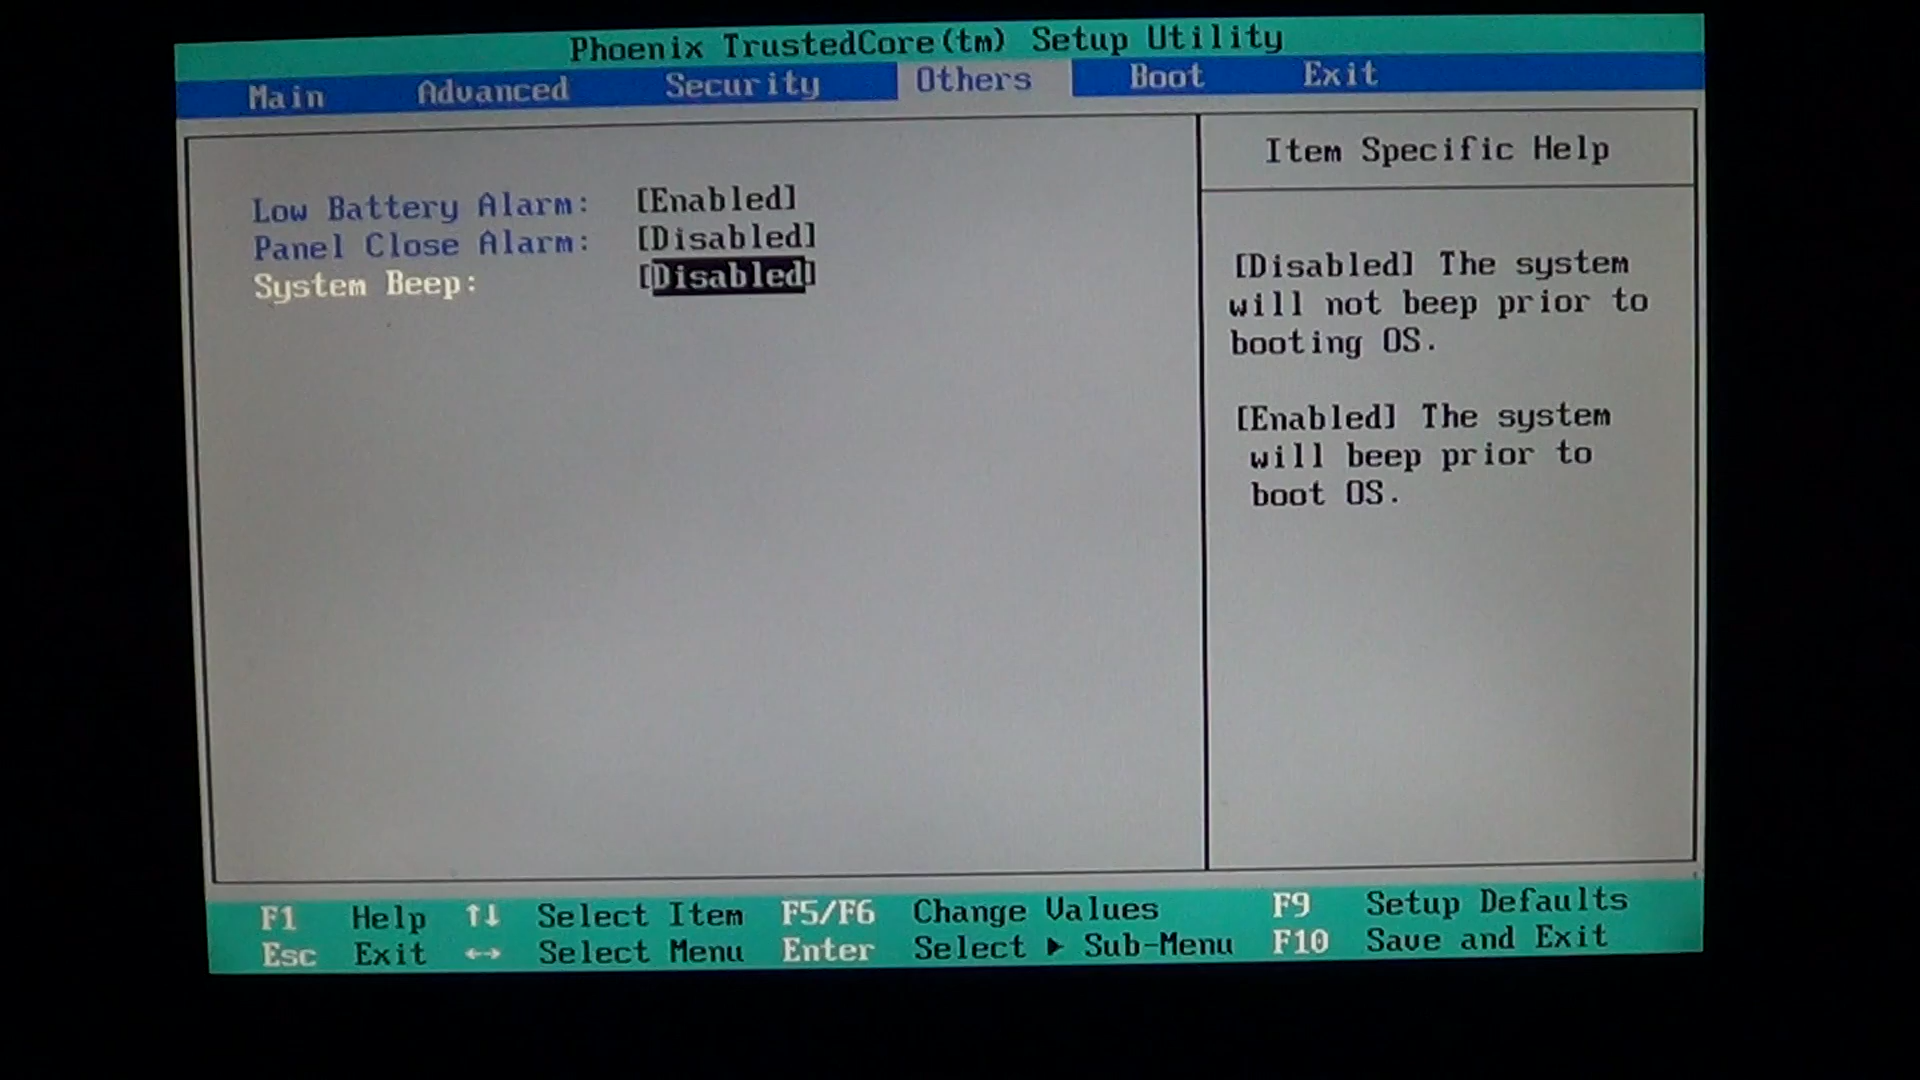 Phoenix TrustedCore(tm) Setup Utility
Main Advanced Security Others Boot Exit
Low Battery Alarm: [Enabled]
Panel Close Alarm: [Disabled]
System Beep: [Disabled]
Item Specific Help
[Disabled] The system
will not beep prior to
booting OS.
[Enabled] The system
will beep prior to
boot OS.
F1 Help ↑↓ Select Item F5/F6 Change Values F9 Setup Defaults
Esc Exit ↔ Select Menu Enter Select ▶ Sub-Menu F10 Save and Exit